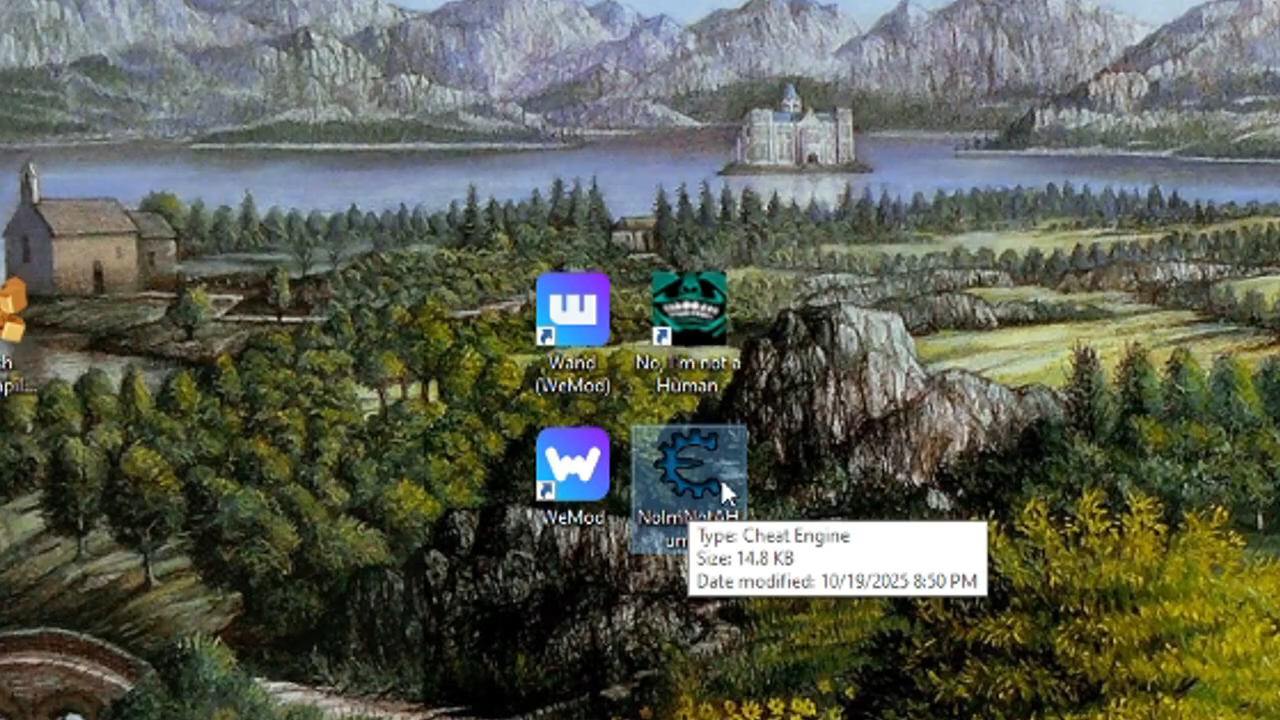 Wand
(WeMod)
No, I'm not a
Human
WeMod
Type: Cheat Engine
Size: 14.8 KB
Date modified: 10/19/2025 8:50 PM